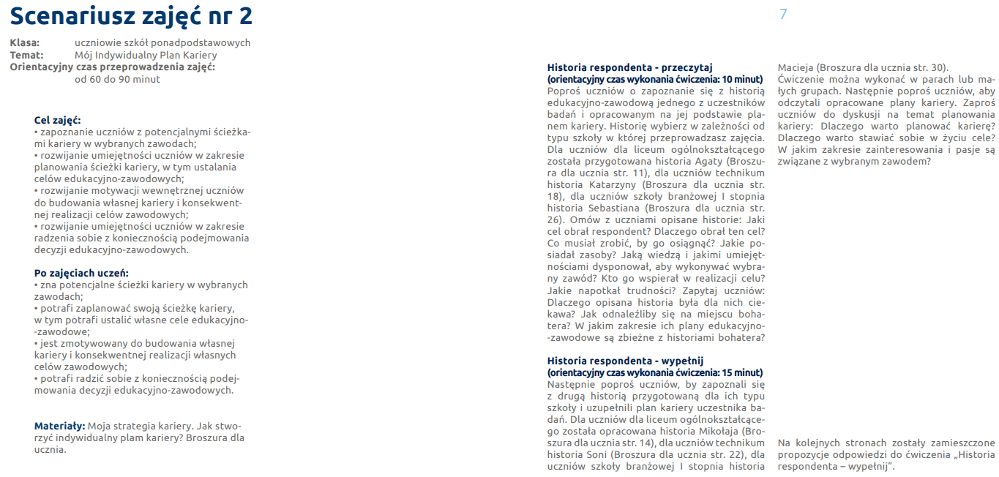 Scenariusz zajęć nr 2
Klasa: uczniowie szkół ponadpodstawowych
Temat: Mój Indywidualny Plan Kariery
Orientacyjny czas przeprowadzenia zajęć:
od 60 do 90 minut
Cel zajęć:
• zapoznanie uczniów z potencjalnymi ścieżka-
mi kariery w wybranych zawodach;
• rozwijanie umiejętności uczniów w zakresie
planowania ścieżki kariery, w tym ustalania
celów edukacyjno-zawodowych;
• rozwijanie motywacji wewnętrznej uczniów
do budowania własnej kariery i konsekwent-
nej realizacji celów zawodowych;
• rozwijanie umiejętności uczniów w zakresie
radzenia sobie z koniecznością podejmowania
decyzji edukacyjno-zawodowych.
Po zajęciach uczeń:
• zna potencjalne ścieżki kariery w wybranych
zawodach;
• potrafi zaplanować swoją ścieżkę kariery,
w tym potrafi ustalić własne cele edukacyjno-
-zawodowe;
• jest zmotywowany do budowania własnej
kariery i konsekwentnej realizacji własnych
celów zawodowych;
• potrafi radzić sobie z koniecznością podej-
mowania decyzji edukacyjno-zawodowych.
Materiały: Moja strategia kariery. Jak stwo-
rzyć indywidualny plam kariery? Broszura dla
ucznia.
7
Historia respondenta - przeczytaj
(orientacyjny czas wykonania ćwiczenia: 10 minut)
Poproś uczniów o zapoznanie się z historią
edukacyjno-zawodową jednego z uczestników
badań i opracowanym na jej podstawie pla-
nem kariery. Historię wybierz w zależności od
typu szkoły w której przeprowadzasz zajęcia.
Dla uczniów dla liceum ogólnokształcącego
została przygotowana historia Agaty (Broszu-
ra dla ucznia str. 11), dla uczniów technikum
historia Katarzyny (Broszura dla ucznia str.
18), dla uczniów szkoły branżowej I stopnia
historia Sebastiana (Broszura dla ucznia str.
26). Omów z uczniami opisane historie: Jaki
cel obrał respondent? Dlaczego obrał ten cel?
Co musiał zrobić, by go osiągnąć? Jakie po-
siadał zasoby? Jaką wiedzą i jakimi umiejęt-
nościami dysponował, aby wykonywać wybra-
ny zawód? Kto go wspierał w realizacji celu?
Jakie napotkał trudności? Zapytaj uczniów:
Dlaczego opisana historia była dla nich cie-
kawa? Jak odnaleźliby się na miejscu boha-
tera? W jakim zakresie ich plany edukacyjno-
-zawodowe są zbieżne z historiami bohatera?
Historia respondenta - wypełnij
(orientacyjny czas wykonania ćwiczenia: 15 minut)
Następnie poproś uczniów, by zapoznali się
z drugą historią przygotowaną dla ich typu
szkoły i uzupełnili plan kariery uczestnika ba-
dań. Dla uczniów dla liceum ogólnokształcące-
go została opracowana historia Mikołaja (Bro-
szura dla ucznia str. 14), dla uczniów technikum
historia Soni (Broszura dla ucznia str. 22), dla
uczniów szkoły branżowej I stopnia historia
Macieja (Broszura dla ucznia str. 30).
Ćwiczenie można wykonać w parach lub ma-
łych grupach. Następnie poproś uczniów, aby
odczytali opracowane plany kariery. Zaproś
uczniów do dyskusji na temat planowania
kariery: Dlaczego warto planować karierę?
Dlaczego warto stawiać sobie w życiu cele?
W jakim zakresie zainteresowania i pasje są
związane z wybranym zawodem?
Na kolejnych stronach zostały zamieszczone
propozycje odpowiedzi do ćwiczenia „Historia
respondenta – wypełnij”.